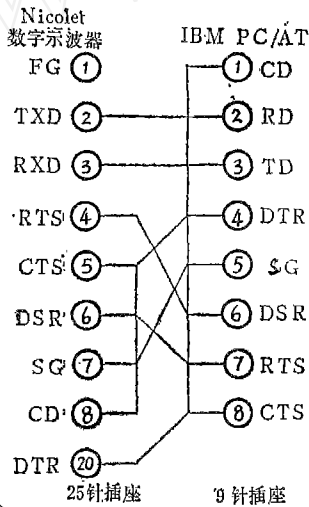 Nicolet
数字示波器
IBM PC/AT
FG ① ① CD
TXD ② ② RD
RXD ③ ③ TD
RTS ④ ④ DTR
CTS ⑤ ⑤ SG
DSR ⑥ ⑥ DSR
SG ⑦ ⑦ RTS
CD ⑧ ⑧ CTS
DTR ⑳
25针插座 9针插座